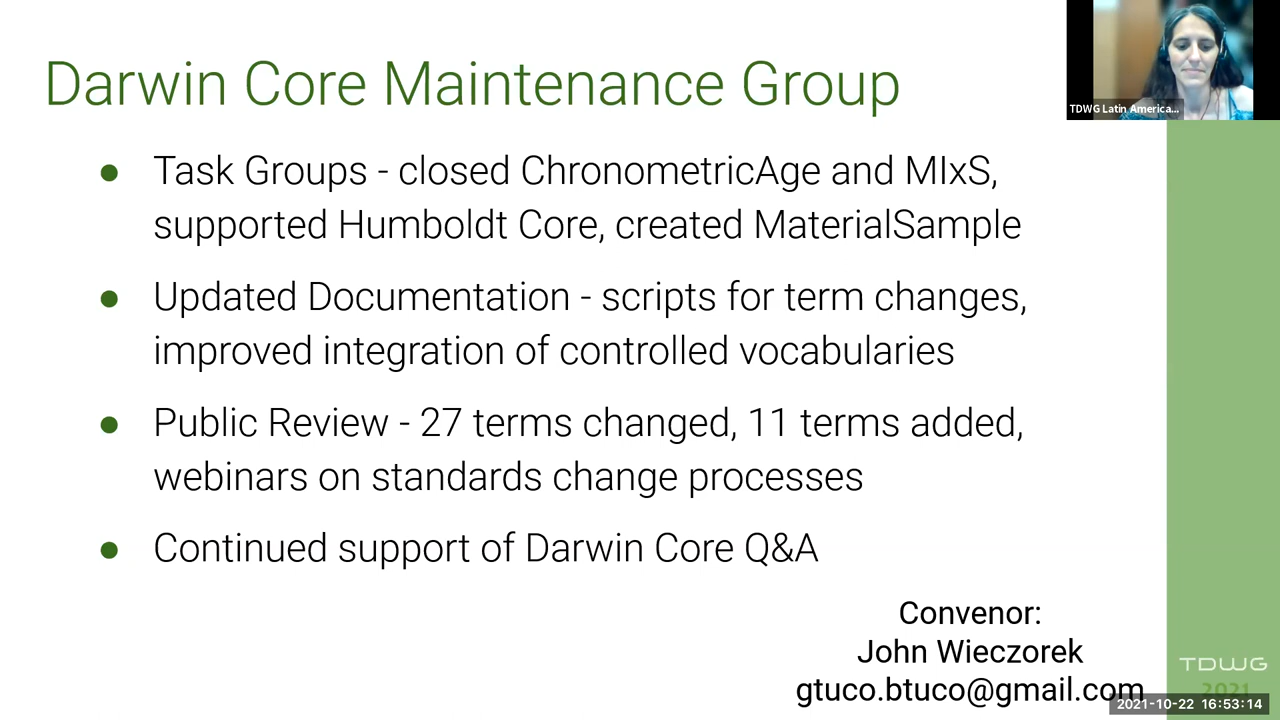 Darwin Core Maintenance Group
TDWG Latin America...
● Task Groups - closed ChronometricAge and MIxS,
supported Humboldt Core, created MaterialSample
● Updated Documentation - scripts for term changes,
improved integration of controlled vocabularies
● Public Review - 27 terms changed, 11 terms added,
webinars on standards change processes
● Continued support of Darwin Core Q&A
Convenor:
John Wieczorek
gtuco.btuco@gmail.com
TDWG
2021
2021-10-22 16:53:14